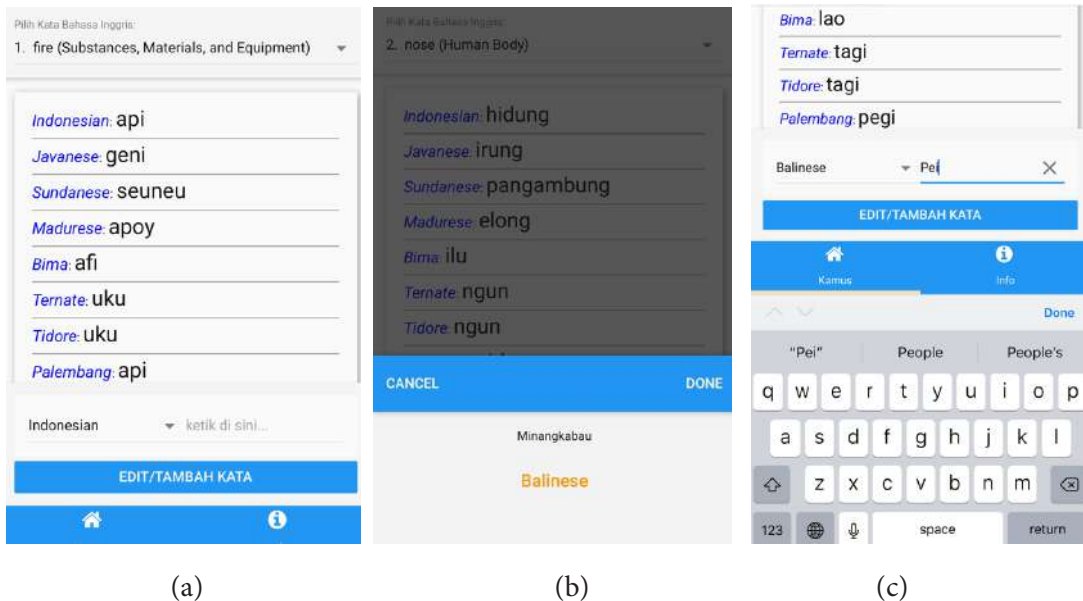 Pilih Kata Bahasa Inggris:
1. fire (Substances, Materials, and Equipment)
Indonesian: api
Javanese: geni
Sundanese: seuneu
Madurese: apoy
Bima: afi
Ternate: uku
Tidore: uku
Palembang: api
Indonesian ketik di sini...
EDIT/TAMBAH KATA
(a)
Pilih Kata Bahasa Inggris:
2. nose (Human Body)
Indonesian: hidung
Javanese: irung
Sundanese: pangambung
Madurese: elong
Bima: ilu
Ternate: ngun
Tidore: ngun
CANCEL DONE
Minangkabau
Balinese
(b)
Bima: lao
Ternate: tagi
Tidore: tagi
Palembang: pegi
Balinese Pei
EDIT/TAMBAH KATA
Kamus Info
Done
"Pei" People People's
q w e r t y u i o p
a s d f g h j k l
z x c v b n m
123 space return
(c)